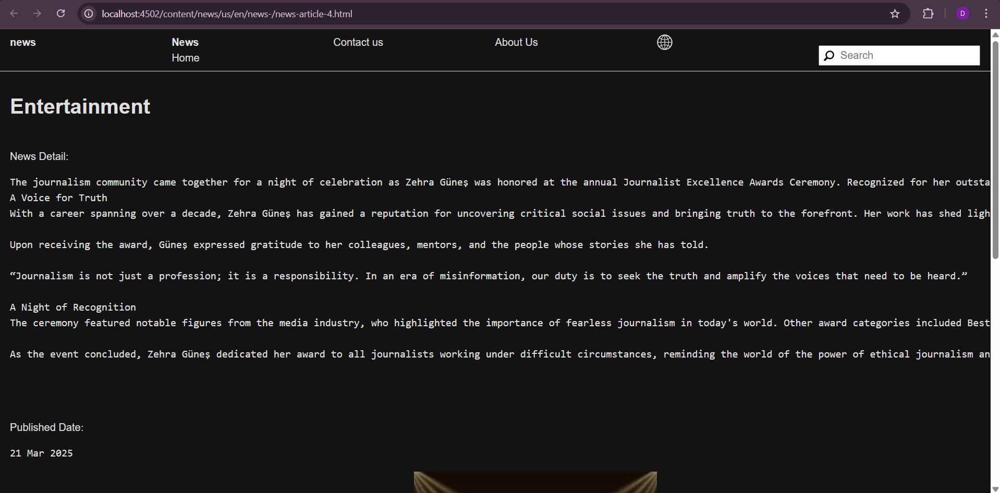 localhost:4502/content/news/us/en/news-/news-article-4.html
D
news
News
Contact us
About Us
Home
Search
Entertainment
News Detail:
The journalism community came together for a night of celebration as Zehra Güneş was honored at the annual Journalist Excellence Awards Ceremony. Recognized for her outsta
A Voice for Truth
With a career spanning over a decade, Zehra Güneş has gained a reputation for uncovering critical social issues and bringing truth to the forefront. Her work has shed ligh
Upon receiving the award, Güneş expressed gratitude to her colleagues, mentors, and the people whose stories she has told.
“Journalism is not just a profession; it is a responsibility. In an era of misinformation, our duty is to seek the truth and amplify the voices that need to be heard.”
A Night of Recognition
The ceremony featured notable figures from the media industry, who highlighted the importance of fearless journalism in today's world. Other award categories included Best
As the event concluded, Zehra Güneş dedicated her award to all journalists working under difficult circumstances, reminding the world of the power of ethical journalism an
Published Date:
21 Mar 2025